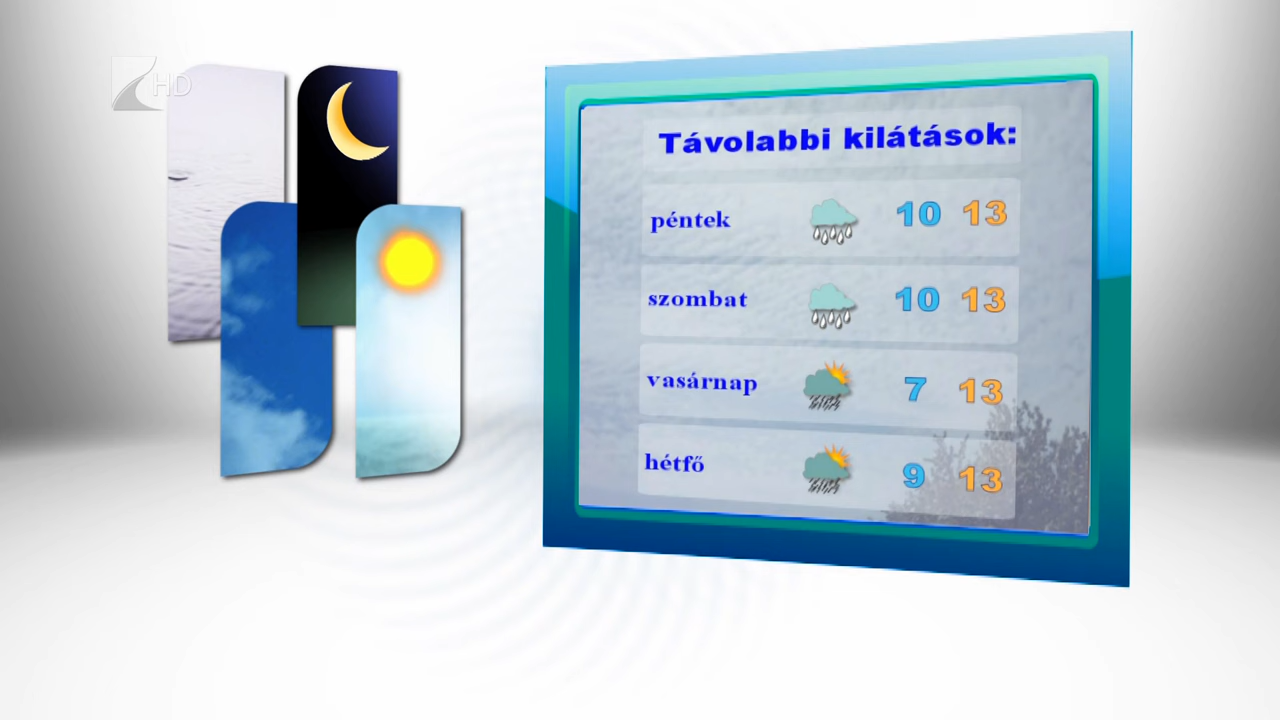 HD
Távolabbi kilátások:
péntek 10 13
szombat 10 13
vasárnap 7 13
hétfő 9 13